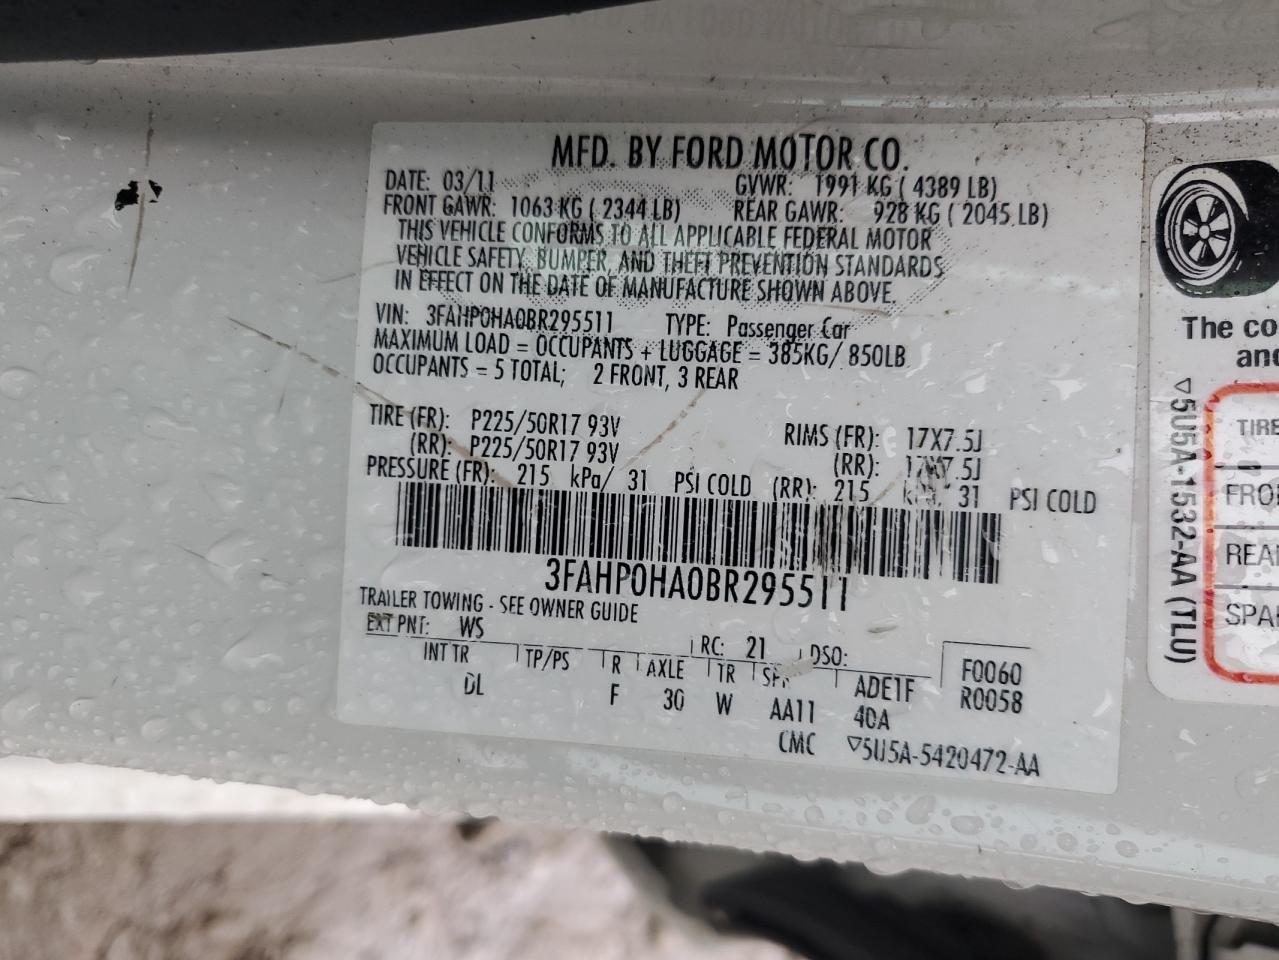 MFD. BY FORD MOTOR CO.
DATE: 03/11 GVWR: 1991 KG ( 4389 LB)
FRONT GAWR: 1063 KG ( 2344 LB) REAR GAWR: 928 KG ( 2045 LB)
THIS VEHICLE CONFORMS TO ALL APPLICABLE FEDERAL MOTOR
VEHICLE SAFETY, BUMPER, AND THEFT PREVENTION STANDARDS
IN EFFECT ON THE DATE OF MANUFACTURE SHOWN ABOVE.
VIN: 3FAHP0HA0BR295511 TYPE: Passenger Car
MAXIMUM LOAD = OCCUPANTS + LUGGAGE = 385KG/ 850LB
OCCUPANTS = 5 TOTAL; 2 FRONT, 3 REAR
TIRE (FR): P225/50R17 93V RIMS (FR): 17X7.5J
(RR): P225/50R17 93V (RR): 17X7.5J
PRESSURE (FR): 215 kPa/ 31 PSI COLD (RR): 215 kPa/ 31 PSI COLD
3FAHP0HA0BR295511
TRAILER TOWING - SEE OWNER GUIDE
EXT PNT: WS RC: 21 DSO:
INT TR TP/PS R AXLE TR SPR ADE1F F0060
DL F 30 W AA11 40A R0058
CMC ▽5U5A-5420472-AA
▽5U5A-1532-AA (TLU)
The co
and
TIRE
FRO
REA
SPA